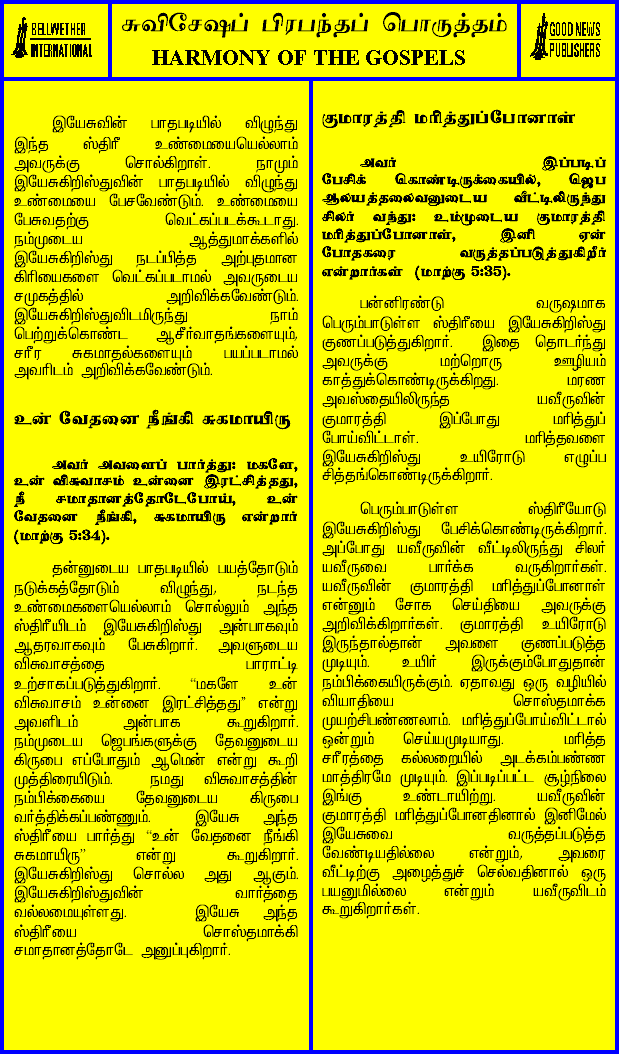 BELLWETHER
INTERNATIONAL
சுவிசேஷப் பிரபந்தப் பொருத்தம்
HARMONY OF THE GOSPELS
GOOD NEWS
PUBLISHERS
இயேசுவின் பாதபடியில் விழுந்து
இந்த ஸ்திரீ உண்மையையெல்லாம்
அவருக்கு சொல்கிறாள். நாமும்
இயேசுகிறிஸ்துவின் பாதபடியில் விழுந்து
உண்மையை பேசவேண்டும். உண்மையை
பேசுவதற்கு வெட்கப்படக்கூடாது.
நம்முடைய ஆத்துமாக்களில்
இயேசுகிறிஸ்து நடப்பித்த அற்புதமான
கிரியைகளை வெட்கப்படாமல் அவருடைய
சமுகத்தில் அறிவிக்கவேண்டும்.
இயேசுகிறிஸ்துவிடமிருந்து நாம்
பெற்றுக்கொண்ட ஆசீர்வாதங்களையும்,
சரீர சுகமாதல்களையும் பயப்படாமல்
அவரிடம் அறிவிக்கவேண்டும்.
உன் வேதனை நீங்கி சுகமாயிரு
அவர் அவளைப் பார்த்து: மகளே,
உன் விசுவாசம் உன்னை இரட்சித்தது,
நீ சமாதானத்தோடேபோய், உன்
வேதனை நீங்கி, சுகமாயிரு என்றார்
(மாற்கு 5:34).
தன்னுடைய பாதபடியில் பயத்தோடும்
நடுக்கத்தோடும் விழுந்து, நடந்த
உண்மைகளையெல்லாம் சொல்லும் அந்த
ஸ்திரீயிடம் இயேசுகிறிஸ்து அன்பாகவும்
ஆதரவாகவும் பேசுகிறார். அவளுடைய
விசுவாசத்தை பாராட்டி
உற்சாகப்படுத்துகிறார். “மகளே உன்
விசுவாசம் உன்னை இரட்சித்தது” என்று
அவளிடம் அன்பாக கூறுகிறார்.
நம்முடைய ஜெபங்களுக்கு தேவனுடைய
கிருபை எப்போதும் ஆமென் என்று கூறி
முத்திரையிடும். நமது விசுவாசத்தின்
நம்பிக்கையை தேவனுடைய கிருபை
வர்த்திக்கப்பண்ணும். இயேசு அந்த
ஸ்திரீயை பார்த்து “உன் வேதனை நீங்கி
சுகமாயிரு” என்று கூறுகிறார்.
இயேசுகிறிஸ்து சொல்ல அது ஆகும்.
இயேசுகிறிஸ்துவின் வார்த்தை
வல்லமையுள்ளது. இயேசு அந்த
ஸ்திரீயை சொஸ்தமாக்கி
சமாதானத்தோடே அனுப்புகிறார்.
குமாரத்தி மரித்துப்போனாள்
அவர் இப்படிப்
பேசிக் கொண்டிருக்கையில், ஜெப
ஆலயத்தலைவனுடைய வீட்டிலிருந்து
சிலர் வந்து: உம்முடைய குமாரத்தி
மரித்துப்போனாள், இனி ஏன்
போதகரை வருத்தப்படுத்துகிறீர்
என்றார்கள் (மாற்கு 5:35).
பன்னிரண்டு வருஷமாக
பெரும்பாடுள்ள ஸ்திரீயை இயேசுகிறிஸ்து
குணப்படுத்துகிறார். இதை தொடர்ந்து
அவருக்கு மற்றொரு ஊழியம்
காத்துக்கொண்டிருக்கிறது. மரண
அவஸ்தையிலிருந்த யவீருவின்
குமாரத்தி இப்போது மரித்துப்
போய்விட்டாள். மரித்தவளை
இயேசுகிறிஸ்து உயிரோடு எழுப்ப
சித்தங்கொண்டிருக்கிறார்.
பெரும்பாடுள்ள ஸ்திரீயோடு
இயேசுகிறிஸ்து பேசிக்கொண்டிருக்கிறார்.
அப்போது யவீருவின் வீட்டிலிருந்து சிலர்
யவீருவை பார்க்க வருகிறார்கள்.
யவீருவின் குமாரத்தி மரித்துப்போனாள்
என்னும் சோக செய்தியை அவருக்கு
அறிவிக்கிறார்கள். குமாரத்தி உயிரோடு
இருந்தால்தான் அவளை குணப்படுத்த
முடியும். உயிர் இருக்கும்போதுதான்
நம்பிக்கையிருக்கும். ஏதாவது ஒரு வழியில்
வியாதியை சொஸ்தமாக்க
முயற்சிபண்ணலாம். மரித்துப்போய்விட்டால்
ஒன்றும் செய்யமுடியாது. மரித்த
சரீரத்தை கல்லறையில் அடக்கம்பண்ண
மாத்திரமே முடியும். இப்படிப்பட்ட சூழ்நிலை
இங்கு உண்டாயிற்று. யவீருவின்
குமாரத்தி மரித்துப்போனதினால் இனிமேல்
இயேசுவை வருத்தப்படுத்த
வேண்டியதில்லை என்றும், அவரை
வீட்டிற்கு அழைத்துச் செல்வதினால் ஒரு
பயனுமில்லை என்றும் யவீருவிடம்
கூறுகிறார்கள்.